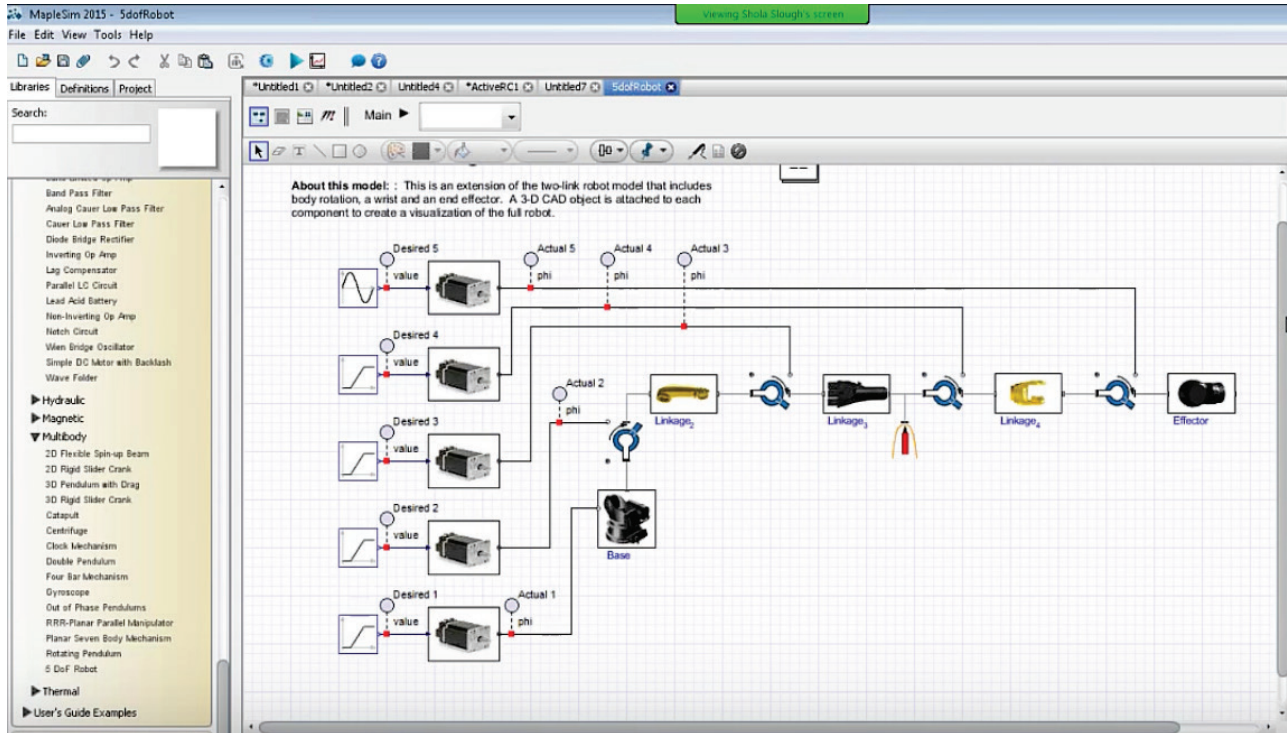 MapleSim 2015 - 5dofRobot
Viewing Shola Slough's screen
File Edit View Tools Help
Libraries Definitions Project
*Untitled1 *Untitled2 Untitled4 *ActiveRC1 Untitled7 5dofRobot
Search:
Main
Band Pass Filter
Analog Cauer Low Pass Filter
Cauer Low Pass Filter
Diode Bridge Rectifier
Inverting Op Amp
Lag Compensator
Parallel LC Circuit
Lead Acid Battery
Non-Inverting Op Amp
Notch Circuit
Wien Bridge Oscillator
Simple DC Motor with Backlash
Wave Folder
Hydraulic
Magnetic
Multibody
2D Flexible Spin-up Beam
2D Rigid Slider Crank
3D Pendulum with Drag
3D Rigid Slider Crank
Catapult
Centrifuge
Clock Mechanism
Double Pendulum
Four Bar Mechanism
Gyroscope
Out of Phase Pendulums
RRR-Planar Parallel Manipulator
Planar Seven Body Mechanism
Rotating Pendulum
5 DoF Robot
Thermal
User's Guide Examples
About this model: : This is an extension of the two-link robot model that includes
body rotation, a wrist and an end effector. A 3-D CAD object is attached to each
component to create a visualization of the full robot.
Desired 5 Actual 5 Actual 4 Actual 3
value phi phi phi
Desired 4
value
Actual 2
phi
Linkage2 Linkage3 Linkage4 Effector
Desired 3
value
Desired 2
value
Base
Desired 1 Actual 1
value phi